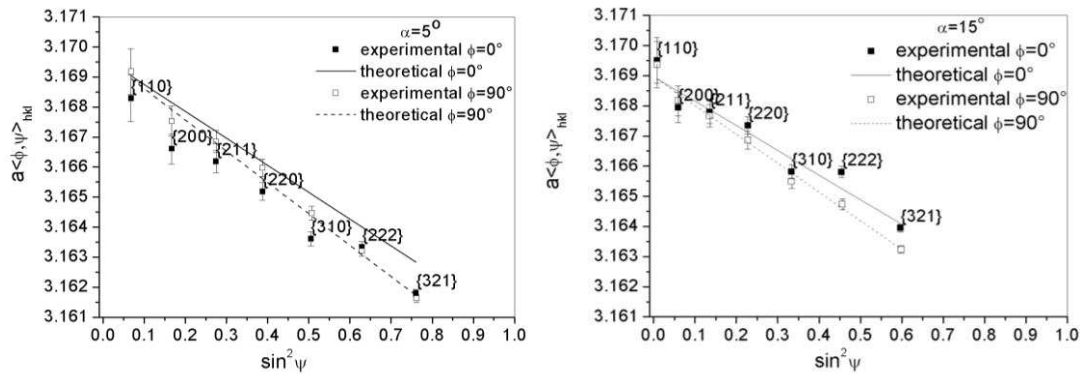 3.171
3.170
3.169
3.168
3.167
3.166
3.165
3.164
3.163
3.162
3.161
a<ϕ,ψ>hkl
α=5°
experimental ϕ=0°
theoretical ϕ=0°
experimental ϕ=90°
theoretical ϕ=90°
{110}
{200}
{211}
{220}
{310}
{222}
{321}
0.0 0.1 0.2 0.3 0.4 0.5 0.6 0.7 0.8 0.9 1.0
sin²ψ
3.171
3.170
3.169
3.168
3.167
3.166
3.165
3.164
3.163
3.162
3.161
a<ϕ,ψ>hkl
α=15°
experimental ϕ=0°
theoretical ϕ=0°
experimental ϕ=90°
theoretical ϕ=90°
{110}
{200}
{211}
{220}
{310}
{222}
{321}
0.0 0.1 0.2 0.3 0.4 0.5 0.6 0.7 0.8 0.9 1.0
sin²ψ